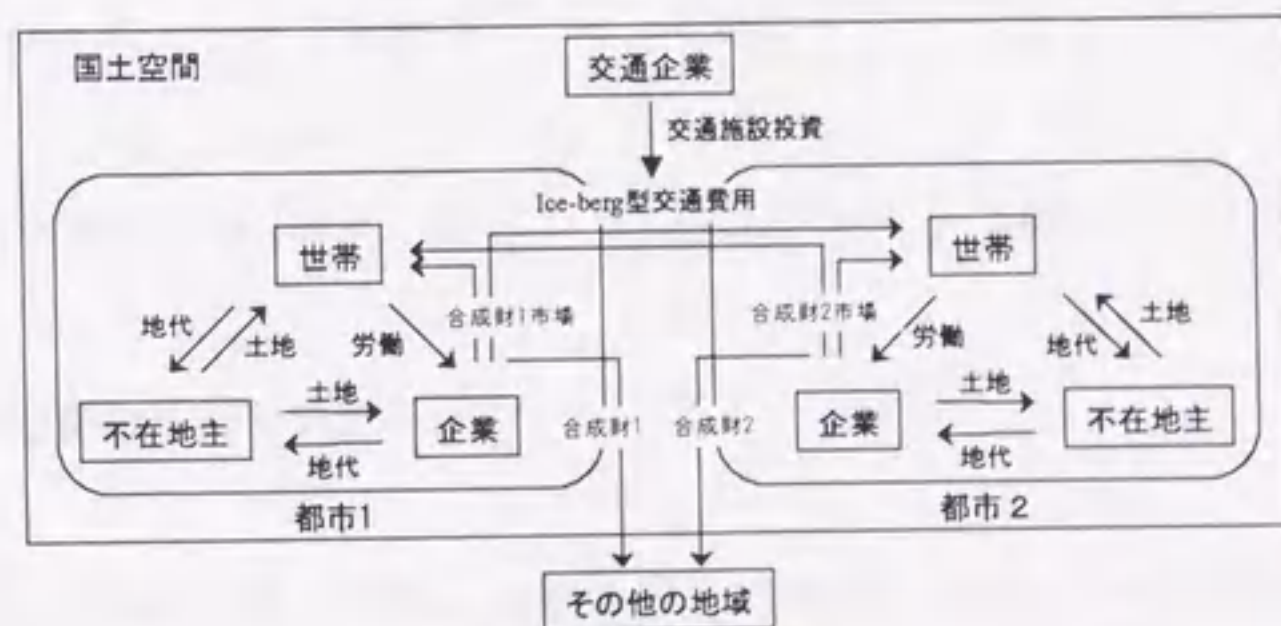 国土空間
交通企業
交通施設投資
Ice-berg型交通費用
世帯
世帯
合成財1市場
合成財2市場
地代
土地
労働
労働
地代
土地
不在地主
土地
地代
企業
合成財1
合成財2
企業
土地
地代
不在地主
都市1
都市2
その他の地域